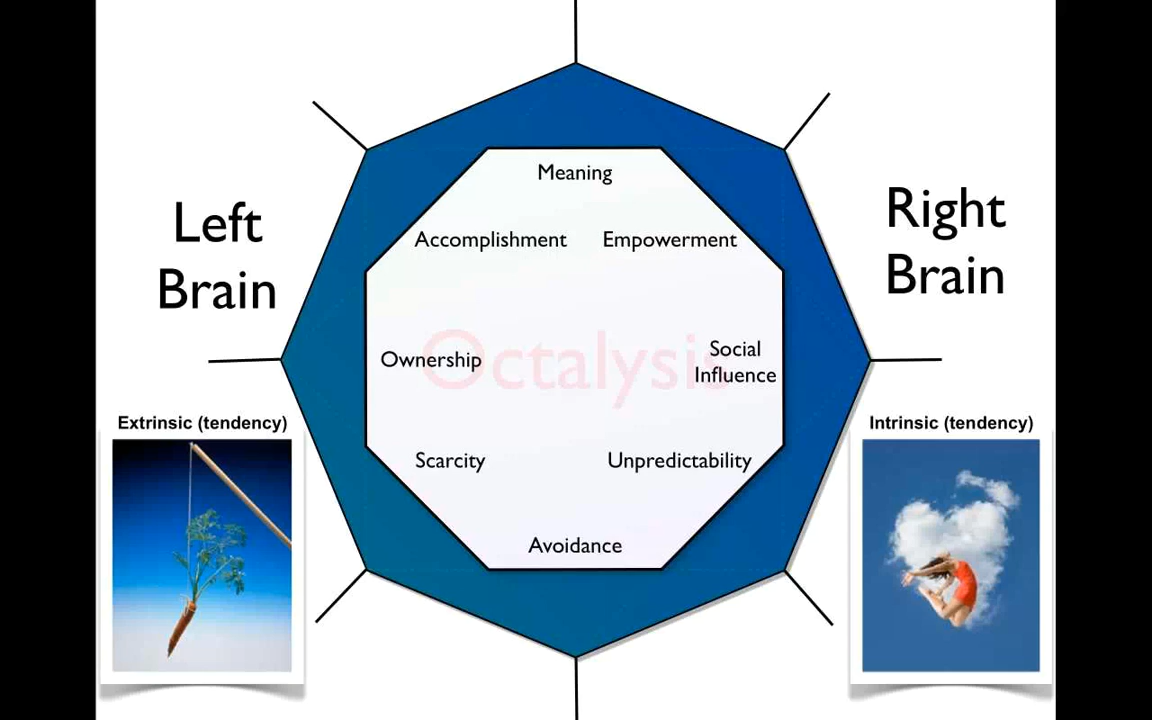 Meaning
Left
Brain
Right
Brain
Accomplishment
Empowerment
Octalysis
Ownership
Social
Influence
Extrinsic (tendency)
Intrinsic (tendency)
Scarcity
Unpredictability
Avoidance